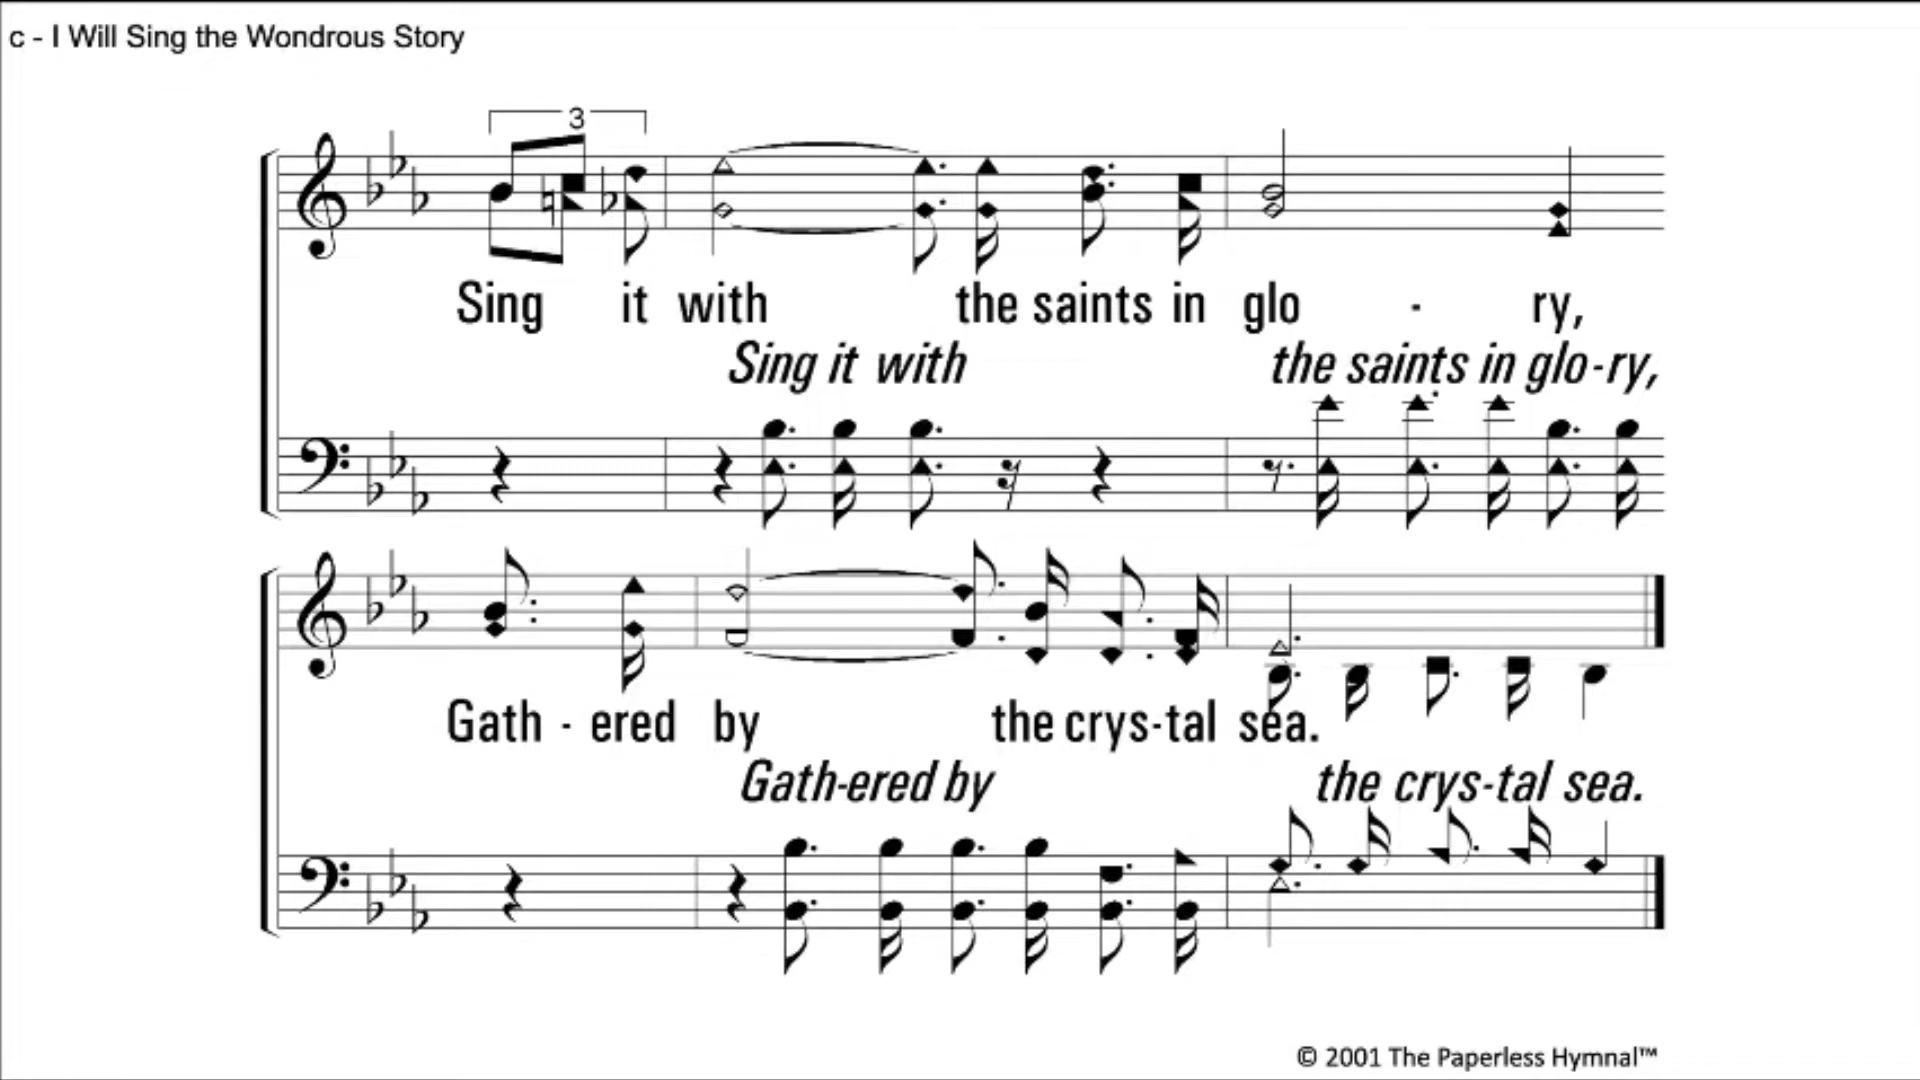 c - I Will Sing the Wondrous Story
3
Sing it with the saints in glo - ry,
Sing it with the saints in glo-ry,
Gath - ered by the crys-tal sea.
Gath-ered by the crys-tal sea.
© 2001 The Paperless Hymnal™